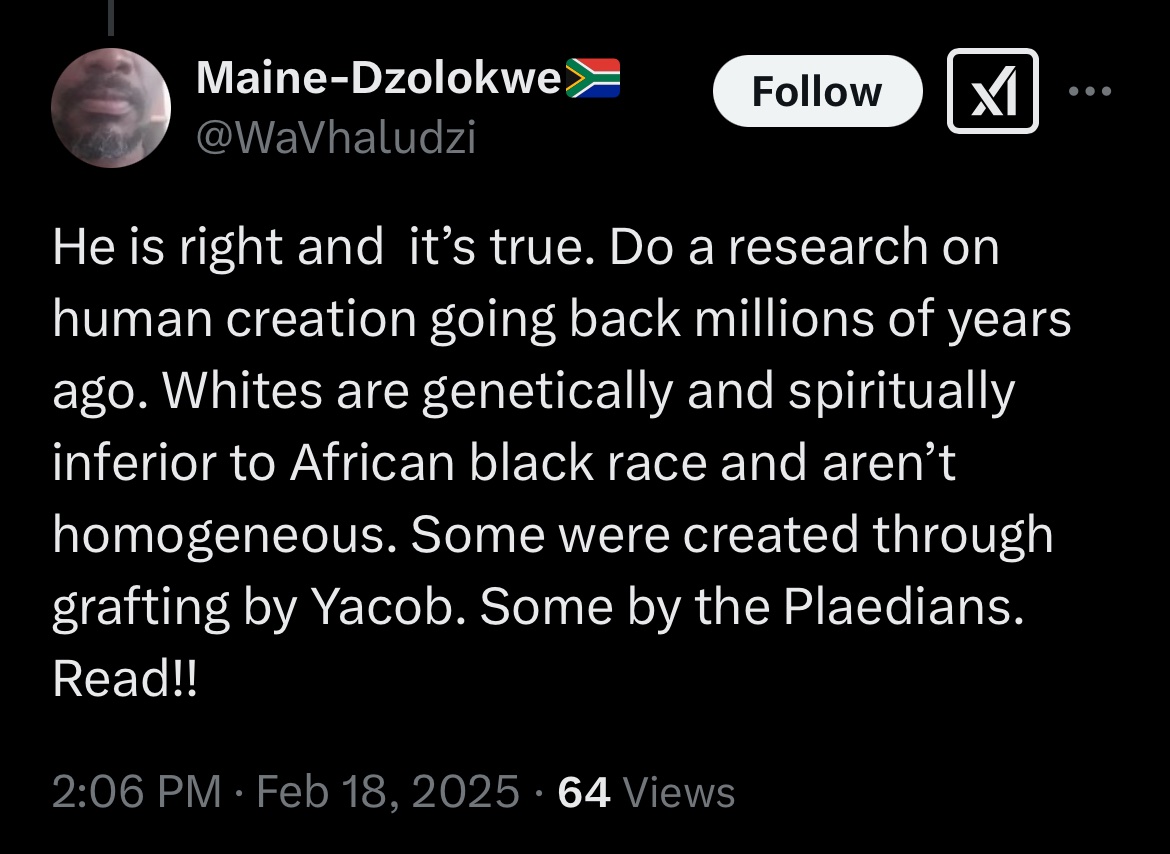 Maine-Dzolokwe🇿🇦
Follow
@WaVhaludzi
He is right and  it’s true. Do a research on
human creation going back millions of years
ago. Whites are genetically and spiritually
inferior to African black race and aren’t
homogeneous. Some were created through
grafting by Yacob. Some by the Plaedians.
Read!!
2:06 PM · Feb 18, 2025 · 64 Views